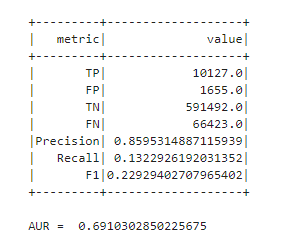 +---------+-------------------+
|   metric|              value|
+---------+-------------------+
|       TP|            10127.0|
|       FP|             1655.0|
|       TN|           591492.0|
|       FN|            66423.0|
|Precision| 0.8595314887115939|
|   Recall| 0.1322926192031352|
|       F1|0.22929402707965402|
+---------+-------------------+
AUR =  0.6910302850225675